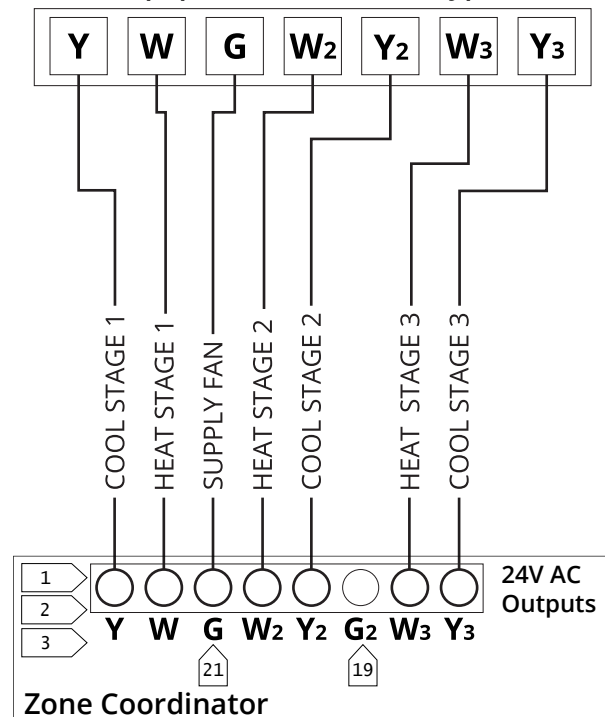 Y W G W2 Y2 W3 Y3
COOL STAGE 1
HEAT STAGE 1
SUPPLY FAN
HEAT STAGE 2
COOL STAGE 2
HEAT STAGE 3
COOL STAGE 3
1
2
3
24V AC
Outputs
Y W G W2 Y2 G2 W3 Y3
21
19
Zone Coordinator